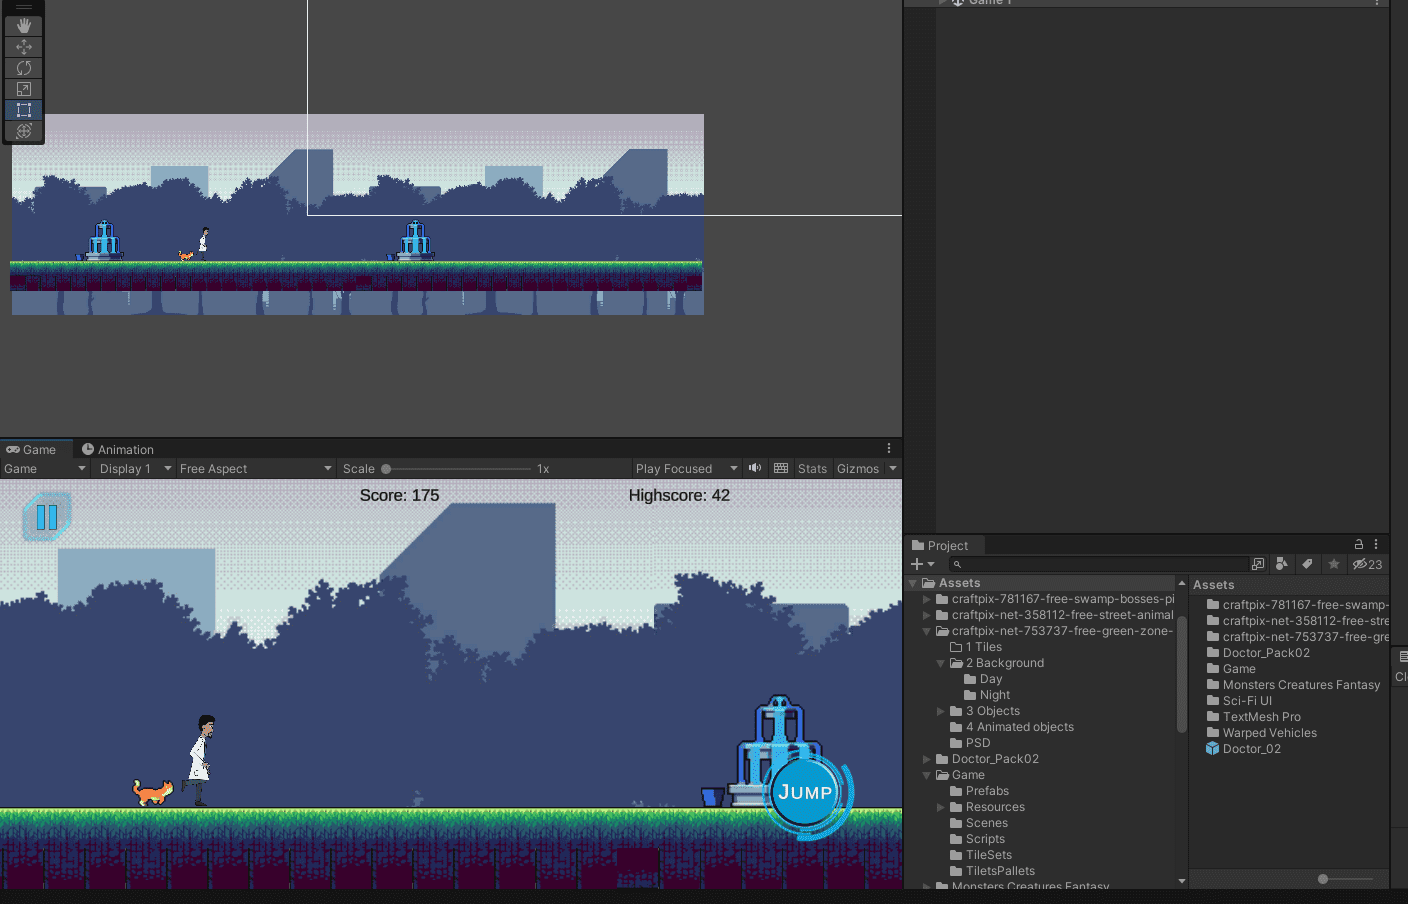 Game 1
Game
Animation
Game
Display 1
Free Aspect
Scale
1x
Play Focused
Stats
Gizmos
Score: 175
Highscore: 42
JUMP
Project
23
Assets
craftpix-781167-free-swamp-bosses-pi
craftpix-net-358112-free-street-animal
craftpix-net-753737-free-green-zone-
1 Tiles
2 Background
Day
Night
3 Objects
4 Animated objects
PSD
Doctor_Pack02
Game
Prefabs
Resources
Scenes
Scripts
TileSets
TiletsPallets
Monsters Creatures Fantasy
Assets
craftpix-781167-free-swamp-
craftpix-net-358112-free-stre
craftpix-net-753737-free-gre
Doctor_Pack02
Game
Monsters Creatures Fantasy
Sci-Fi UI
TextMesh Pro
Warped Vehicles
Doctor_02